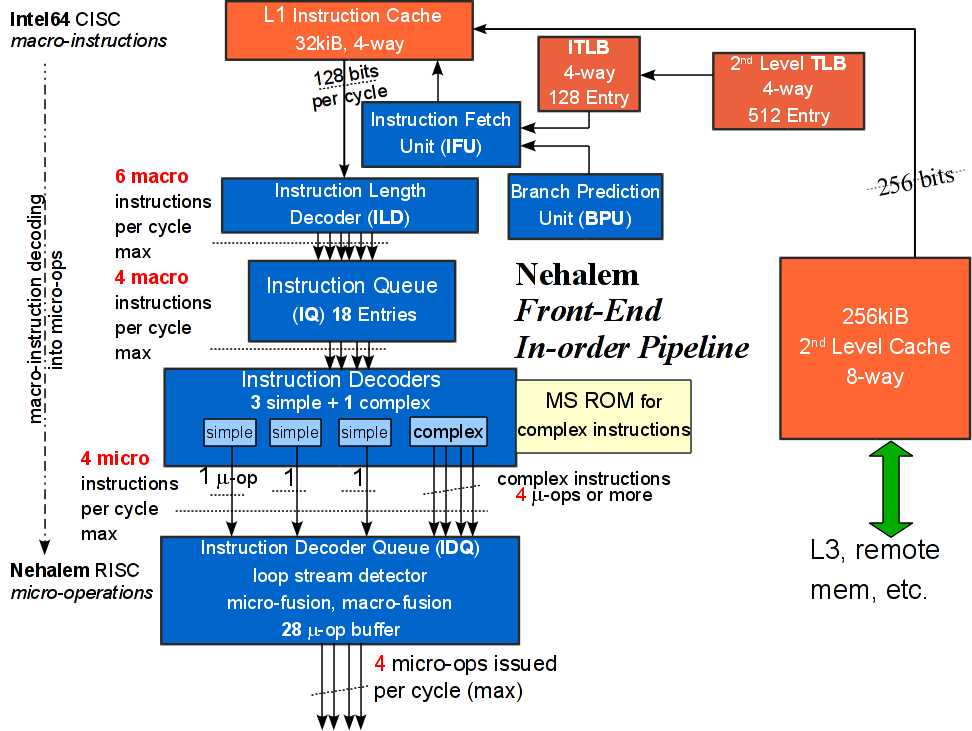 Intel64 CISC
macro-instructions
L1 Instruction Cache
32kiB, 4-way
128 bits
per cycle
ITLB
4-way
128 Entry
2nd Level TLB
4-way
512 Entry
Instruction Fetch
Unit (IFU)
Branch Prediction
Unit (BPU)
256 bits
6 macro
instructions
per cycle
max
Instruction Length
Decoder (ILD)
4 macro
instructions
per cycle
max
Instruction Queue
(IQ) 18 Entries
Nehalem
Front-End
In-order Pipeline
256kiB
2nd Level Cache
8-way
macro-instruction decoding
into micro-ops
Instruction Decoders
3 simple + 1 complex
simple
simple
simple
complex
MS ROM for
complex instructions
4 micro
instructions
per cycle
max
1 μ-op
1
1
complex instructions
4 μ-ops or more
L3, remote
mem, etc.
Nehalem RISC
micro-operations
Instruction Decoder Queue (IDQ)
loop stream detector
micro-fusion, macro-fusion
28 μ-op buffer
4 micro-ops issued
per cycle (max)